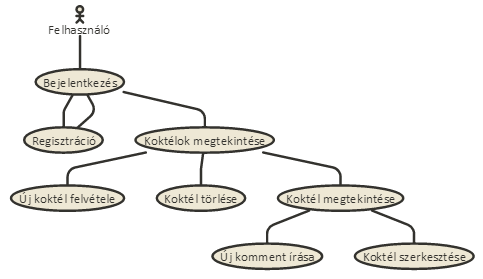 Felhasználó
Bejelentkezés
Regisztráció
Koktélok megtekintése
Új koktél felvétele
Koktél törlése
Koktél megtekintése
Új komment írása
Koktél szerkesztése